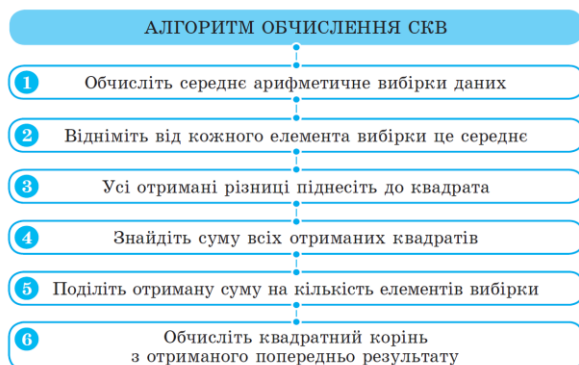 АЛГОРИТМ ОБЧИСЛЕННЯ СКВ
1 Обчисліть середнє арифметичне вибірки даних
2 Відніміть від кожного елемента вибірки це середнє
3 Усі отримані різниці піднесіть до квадрата
4 Знайдіть суму всіх отриманих квадратів
5 Поділіть отриману суму на кількість елементів вибірки
6 Обчисліть квадратний корінь
з отриманого попередньо результату